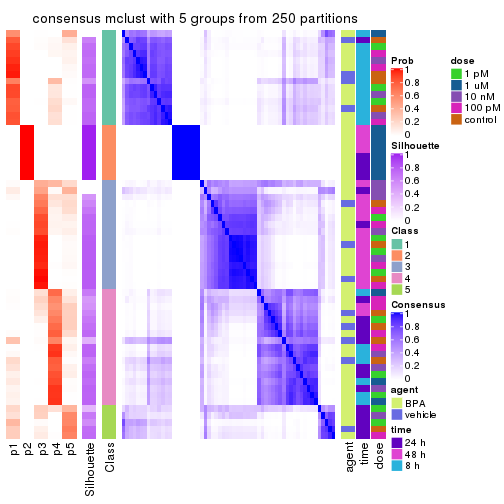 consensus mclust with 5 groups from 250 partitions
p1
p2
p3
p4
p5
Silhouette
Class
agent
time
dose
Prob
1
0.8
0.6
0.4
0.2
0
Silhouette
1
0.8
0.6
0.4
0.2
0
Class
1
2
3
4
5
Consensus
1
0.8
0.6
0.4
0.2
0
agent
BPA
vehicle
time
24 h
48 h
8 h
dose
1 pM
1 uM
10 nM
100 pM
control